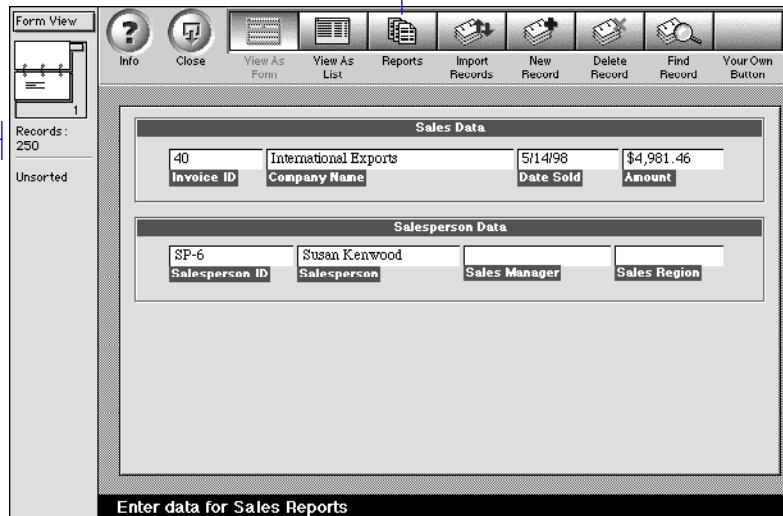 Form View
1
Records:
250
Unsorted
?
Info
Close
View As
Form
View As
List
Reports
Import
Records
New
Record
Delete
Record
Find
Record
Your Own
Button
Sales Data
40
International Exports
5/14/98
$4,981.46
Invoice ID
Company Name
Date Sold
Amount
Salesperson Data
SP-6
Susan Kenwood
Salesperson ID
Salesperson
Sales Manager
Sales Region
Enter data for Sales Reports